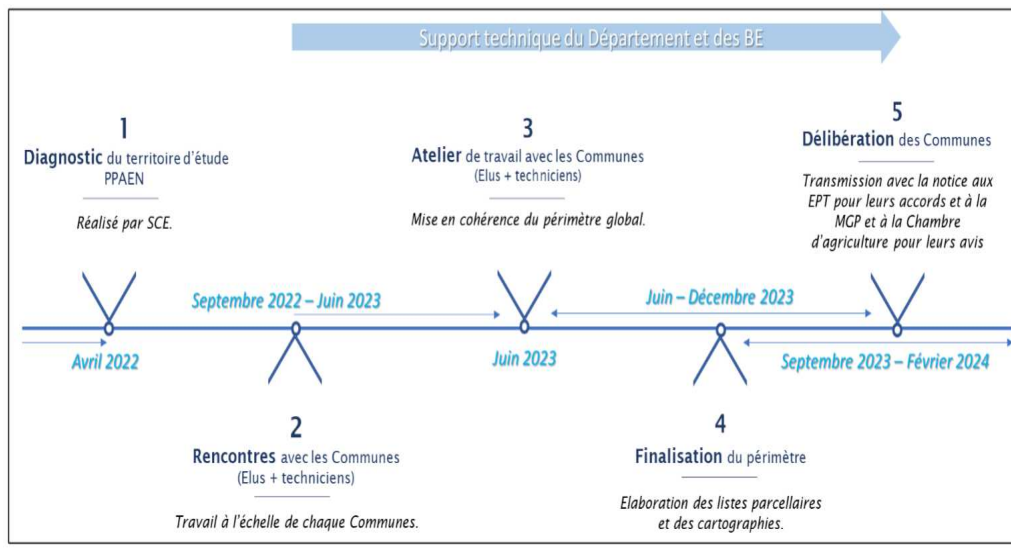 Support technique du Département et des BE
1
Diagnostic du territoire d'étude
PPAEN
Réalisé par SCE.
3
Atelier de travail avec les Communes
(Elus + techniciens)
Mise en cohérence du périmètre global.
5
Délibération des Communes
Transmission avec la notice aux
EPT pour leurs accords et à la
MGP et à la Chambre
d'agriculture pour leurs avis
Septembre 2022 – Juin 2023
Juin – Décembre 2023
Avril 2022
Juin 2023
Septembre 2023 – Février 2024
2
Rencontres avec les Communes
(Elus + techniciens)
Travail à l'échelle de chaque Communes.
4
Finalisation du périmètre
Elaboration des listes parcellaires
et des cartographies.